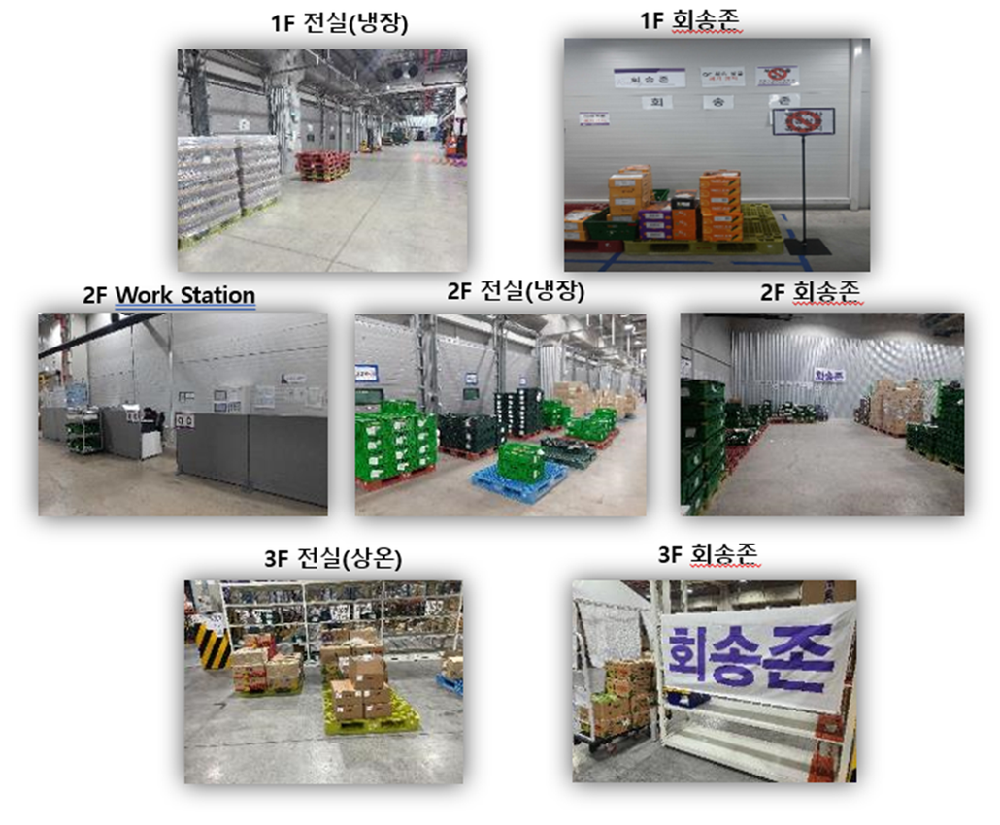 1F 전실(냉장)
1F 회송존
회송존
회 송 존
2F Work Station
2F 전실(냉장)
2F 회송존
회송존
3F 전실(상온)
3F 회송존
회송존